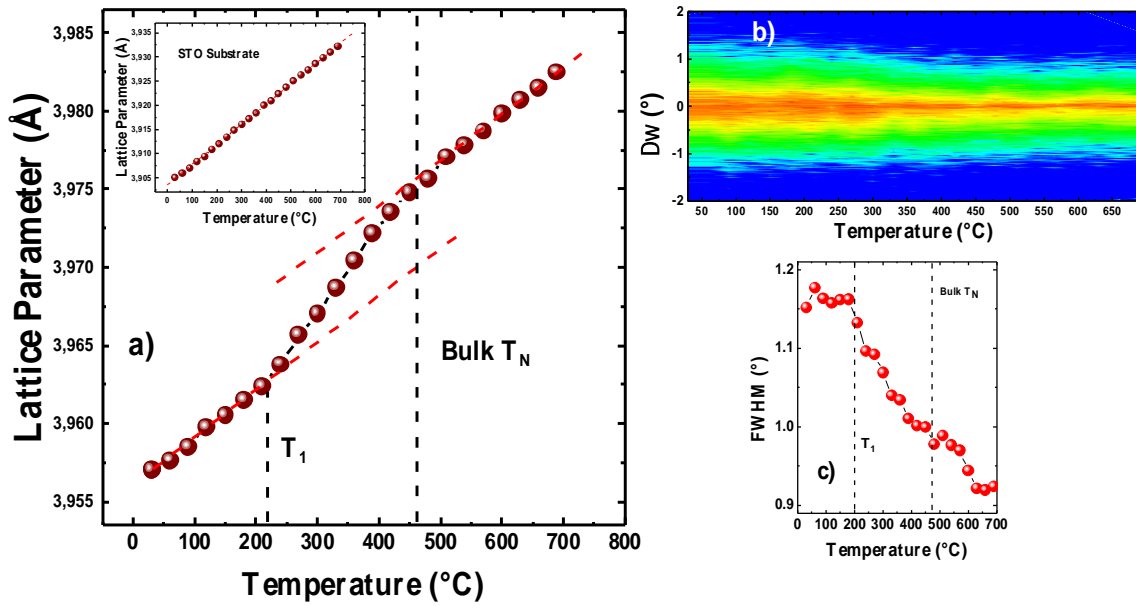 3,985
3,980
3,975
3,970
3,965
3,960
3,955
Lattice Parameter (Å)
0 100 200 300 400 500 600 700 800
Temperature (°C)
a)
T1
Bulk TN
STO Substrate
3,935
3,930
3,925
3,920
3,915
3,910
3,905
Lattice Parameter (Å)
0 100 200 300 400 500 600 700 800
Temperature (°C)
b)
2
1
0
-1
-2
Dw (°)
50 100 150 200 250 300 350 400 450 500 550 600 650
Temperature (°C)
1.2
1.1
1.0
0.9
FWHM (°)
Bulk TN
T1
c)
0 100 200 300 400 500 600 700
Temperature (°C)